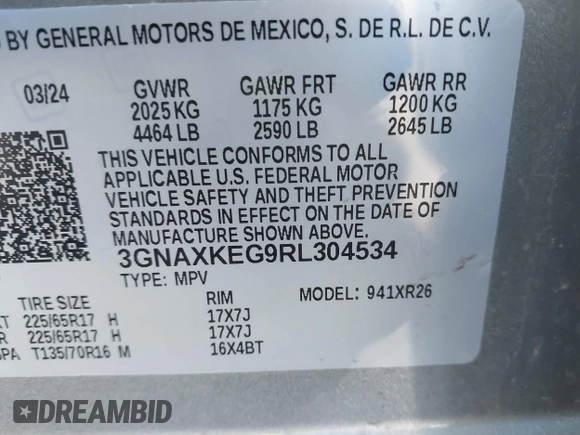 BY GENERAL MOTORS DE MEXICO, S. DE R.L. DE C.V.
03/24 GVWR GAWR FRT GAWR RR
2025 KG 1175 KG 1200 KG
4464 LB 2590 LB 2645 LB
THIS VEHICLE CONFORMS TO ALL
APPLICABLE U.S. FEDERAL MOTOR
VEHICLE SAFETY AND THEFT PREVENTION
STANDARDS IN EFFECT ON THE DATE OF
MANUFACTURE SHOWN ABOVE.
3GNAXKEG9RL304534
TYPE: MPV MODEL: 941XR26
TIRE SIZE RIM
225/65R17 H 17X7J
225/65R17 H 17X7J
T135/70R16 M 16X4BT
DREAMBID